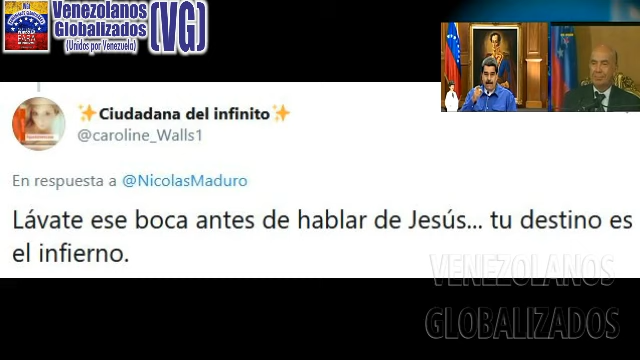 Venezolanos
Globalizados
(Unidos por Venezuela)
(VG)
✨Ciudadana del infinito✨
@caroline_Walls1
En respuesta a @NicolasMaduro
Lávate ese boca antes de hablar de Jesús... tu destino es
el infierno.
VENEZOLANOS
GLOBALIZADOS